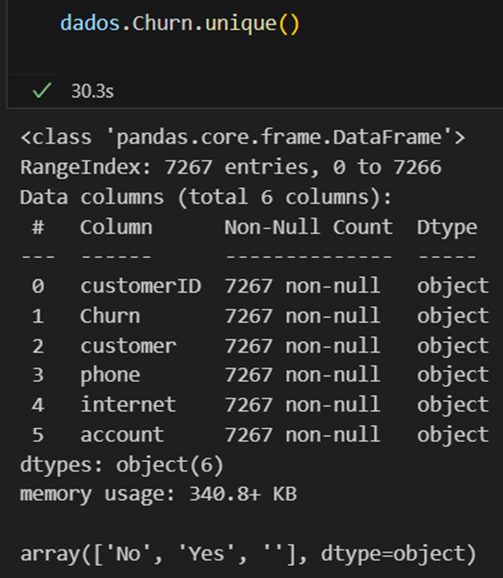 dados.Churn.unique()
30.3s
<class 'pandas.core.frame.DataFrame'>
RangeIndex: 7267 entries, 0 to 7266
Data columns (total 6 columns):
 #   Column      Non-Null Count  Dtype
---  ------      --------------  -----
 0   customerID  7267 non-null   object
 1   Churn       7267 non-null   object
 2   customer    7267 non-null   object
 3   phone       7267 non-null   object
 4   internet    7267 non-null   object
 5   account     7267 non-null   object
dtypes: object(6)
memory usage: 340.8+ KB
array(['No', 'Yes', ''], dtype=object)